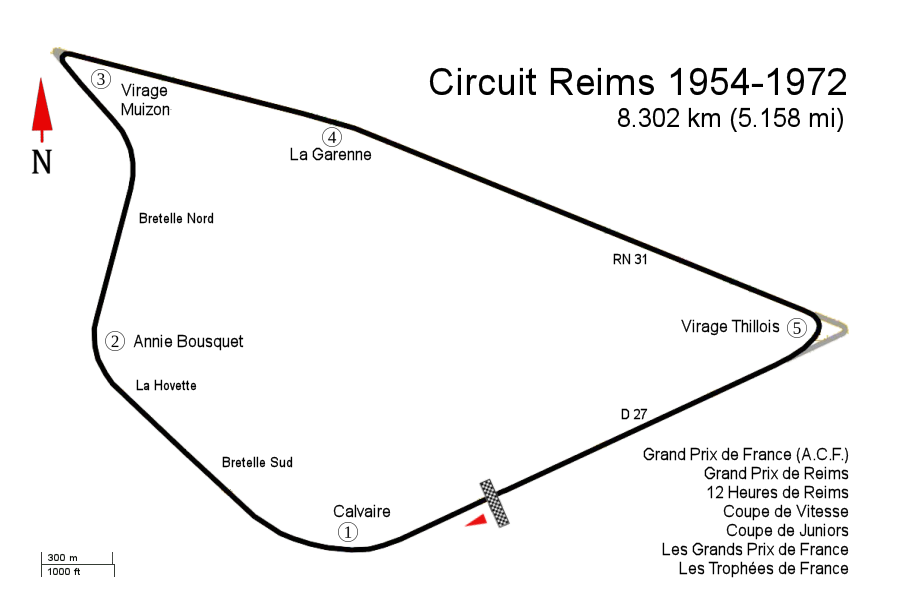 Circuit Reims 1954-1972
8.302 km (5.158 mi)
3
Virage
Muizon
4
La Garenne
N
Bretelle Nord
RN 31
Virage Thillois 5
2 Annie Bousquet
La Hovette
D 27
Bretelle Sud
Calvaire
1
Grand Prix de France (A.C.F.)
Grand Prix de Reims
12 Heures de Reims
Coupe de Vitesse
Coupe de Juniors
Les Grands Prix de France
Les Trophées de France
300 m
1000 ft